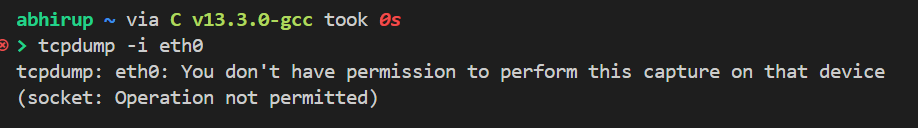 abhirup ~ via C v13.3.0-gcc took 0s
> tcpdump -i eth0
tcpdump: eth0: You don't have permission to perform this capture on that device
(socket: Operation not permitted)